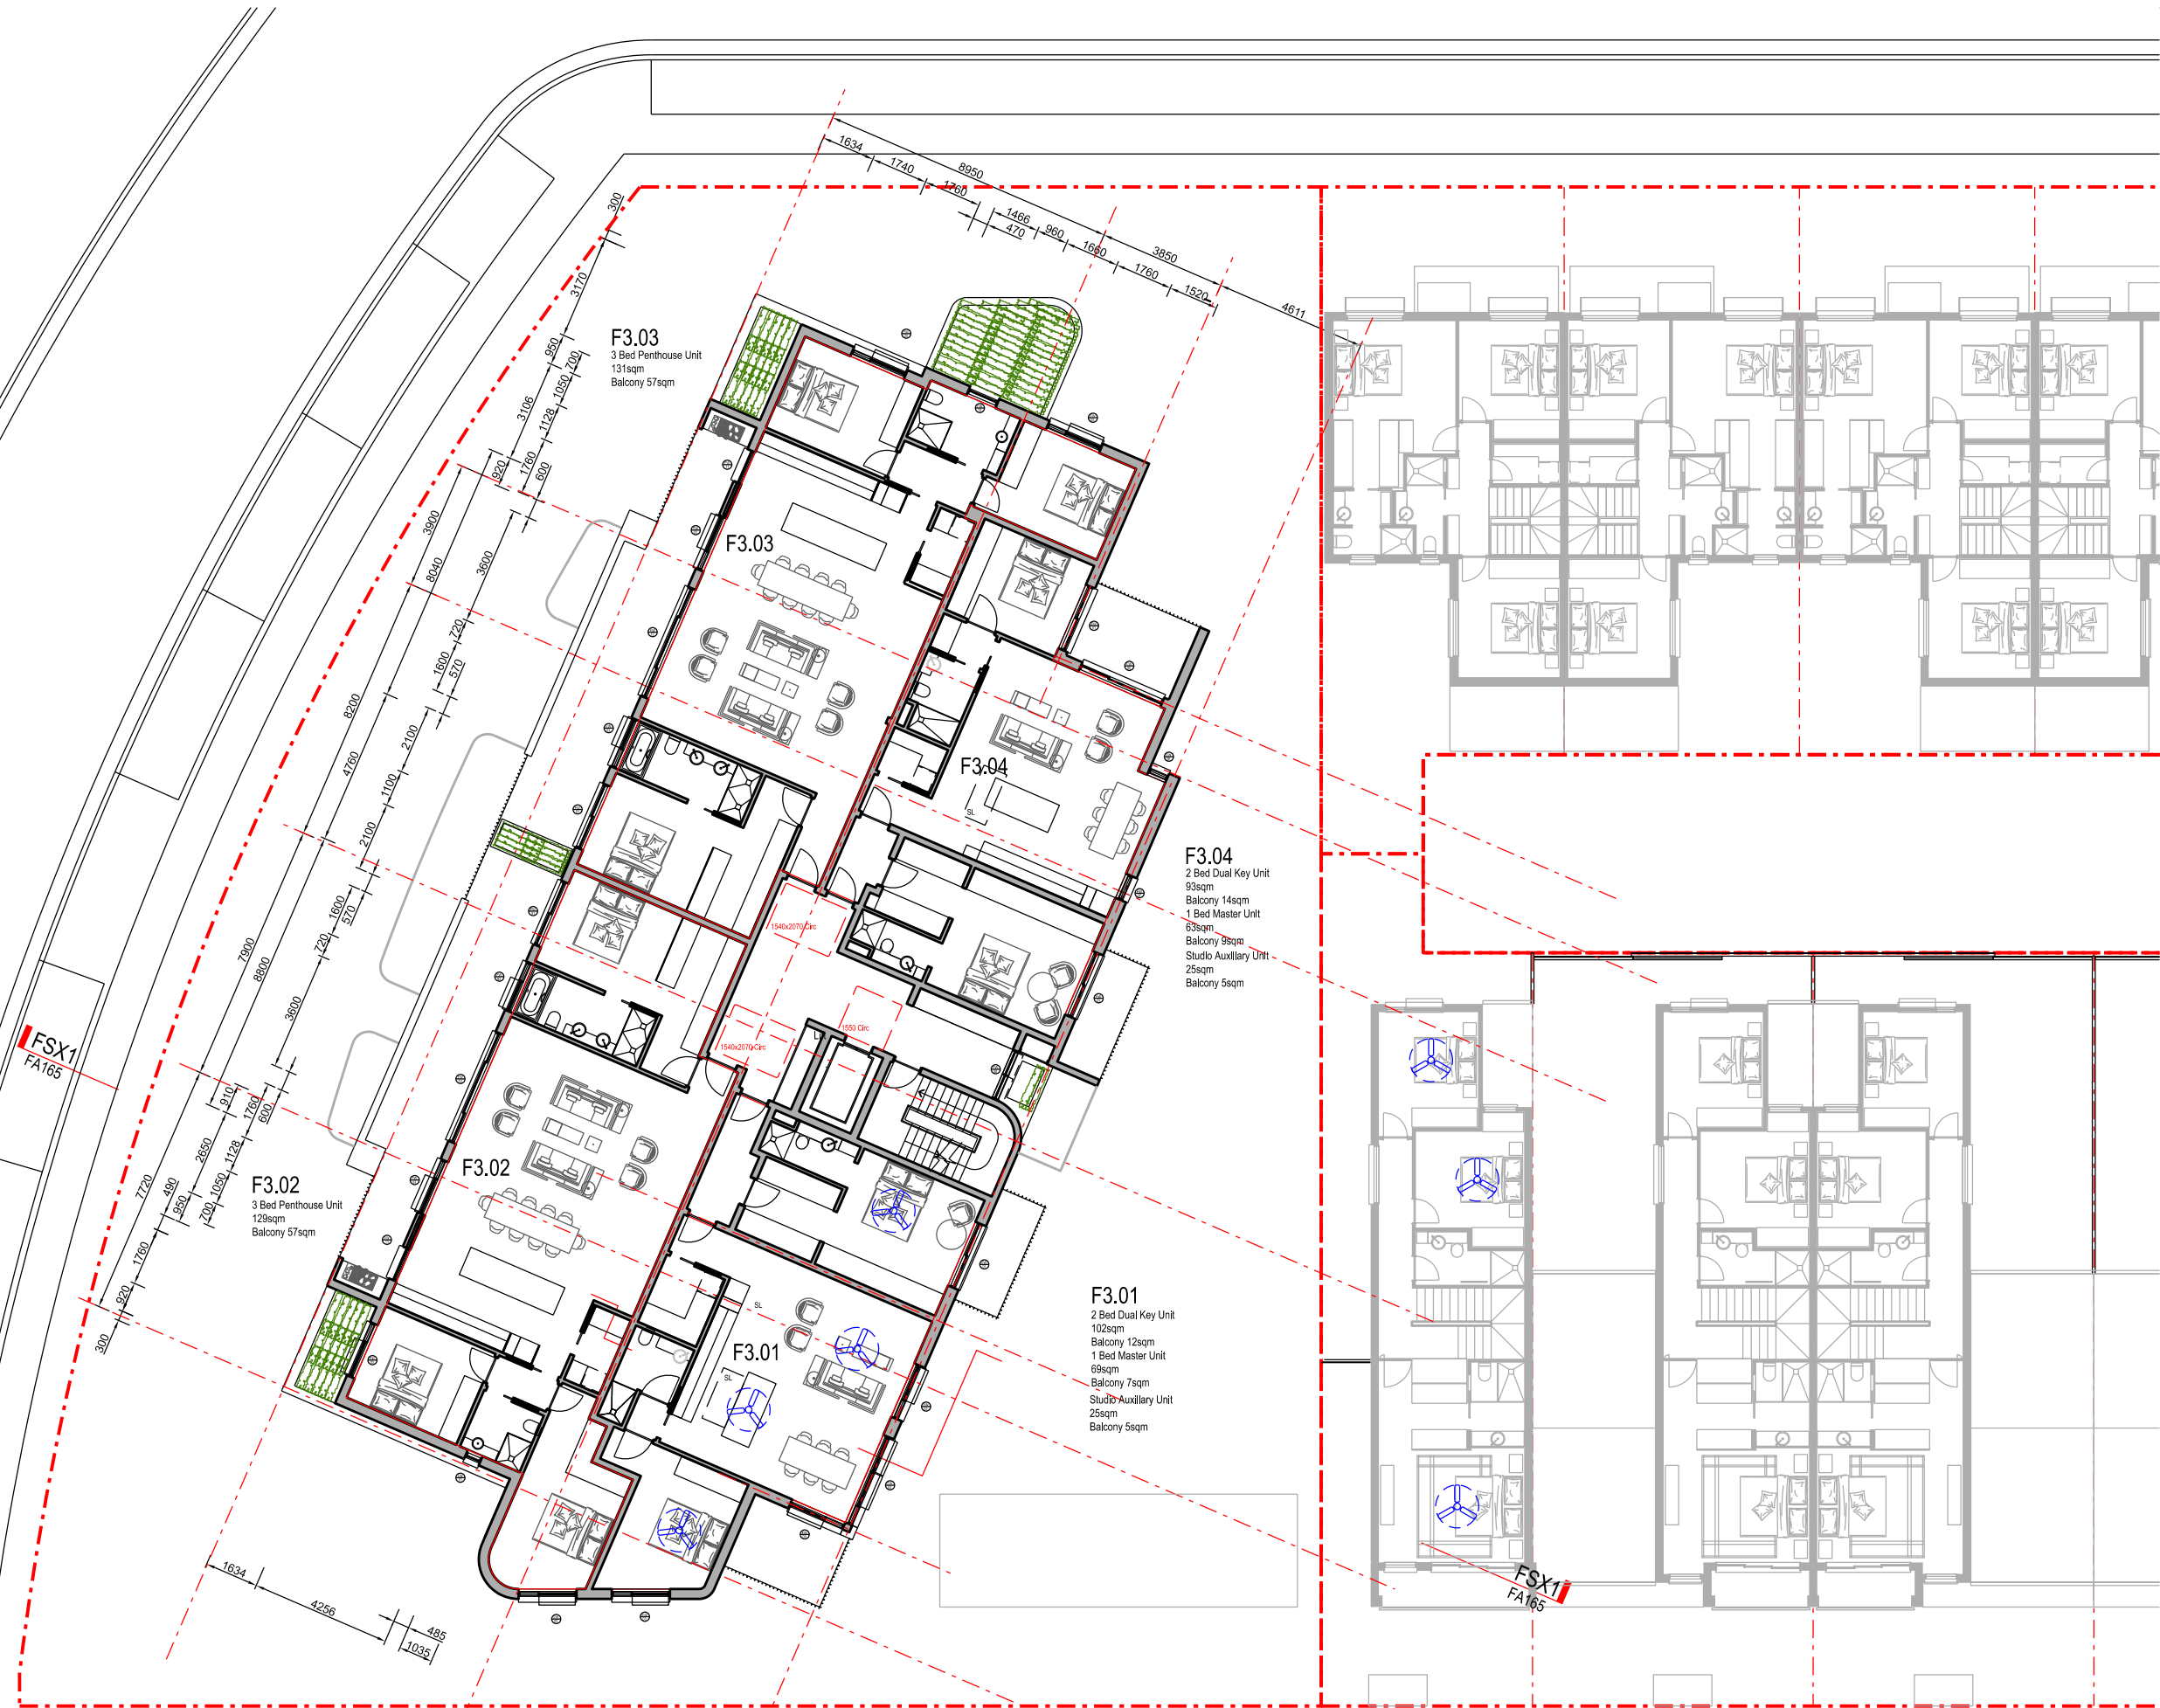 1634
1740
1760
8950
1466
470
960
1660
3850
1760
1520
4611
300
3170
950
700
1050
3106
1128
1760
920
600
3900
8040
3600
720
1600
570
8200
4760
2100
1100
2100
1600
570
720
7900
8800
3600
910
1760
600
2650
1128
7720
490
950
1050
700
1760
920
300
F3.03
3 Bed Penthouse Unit
131sqm
Balcony 57sqm
F3.03
F3.04
SL
F3.04
2 Bed Dual Key Unit
93sqm
Balcony 14sqm
1 Bed Master Unit
63sqm
Balcony 9sqm
Studio Auxillary Unit
25sqm
Balcony 5sqm
1540x2070 Circ
1550 Circ
1540x2070 Circ
FSX1
FA165
F3.02
3 Bed Penthouse Unit
129sqm
Balcony 57sqm
F3.02
F3.01
SL
SL
F3.01
2 Bed Dual Key Unit
102sqm
Balcony 12sqm
1 Bed Master Unit
69sqm
Balcony 7sqm
Studio Auxillary Unit
25sqm
Balcony 5sqm
1634
4256
485
1035
FSX1
FA165